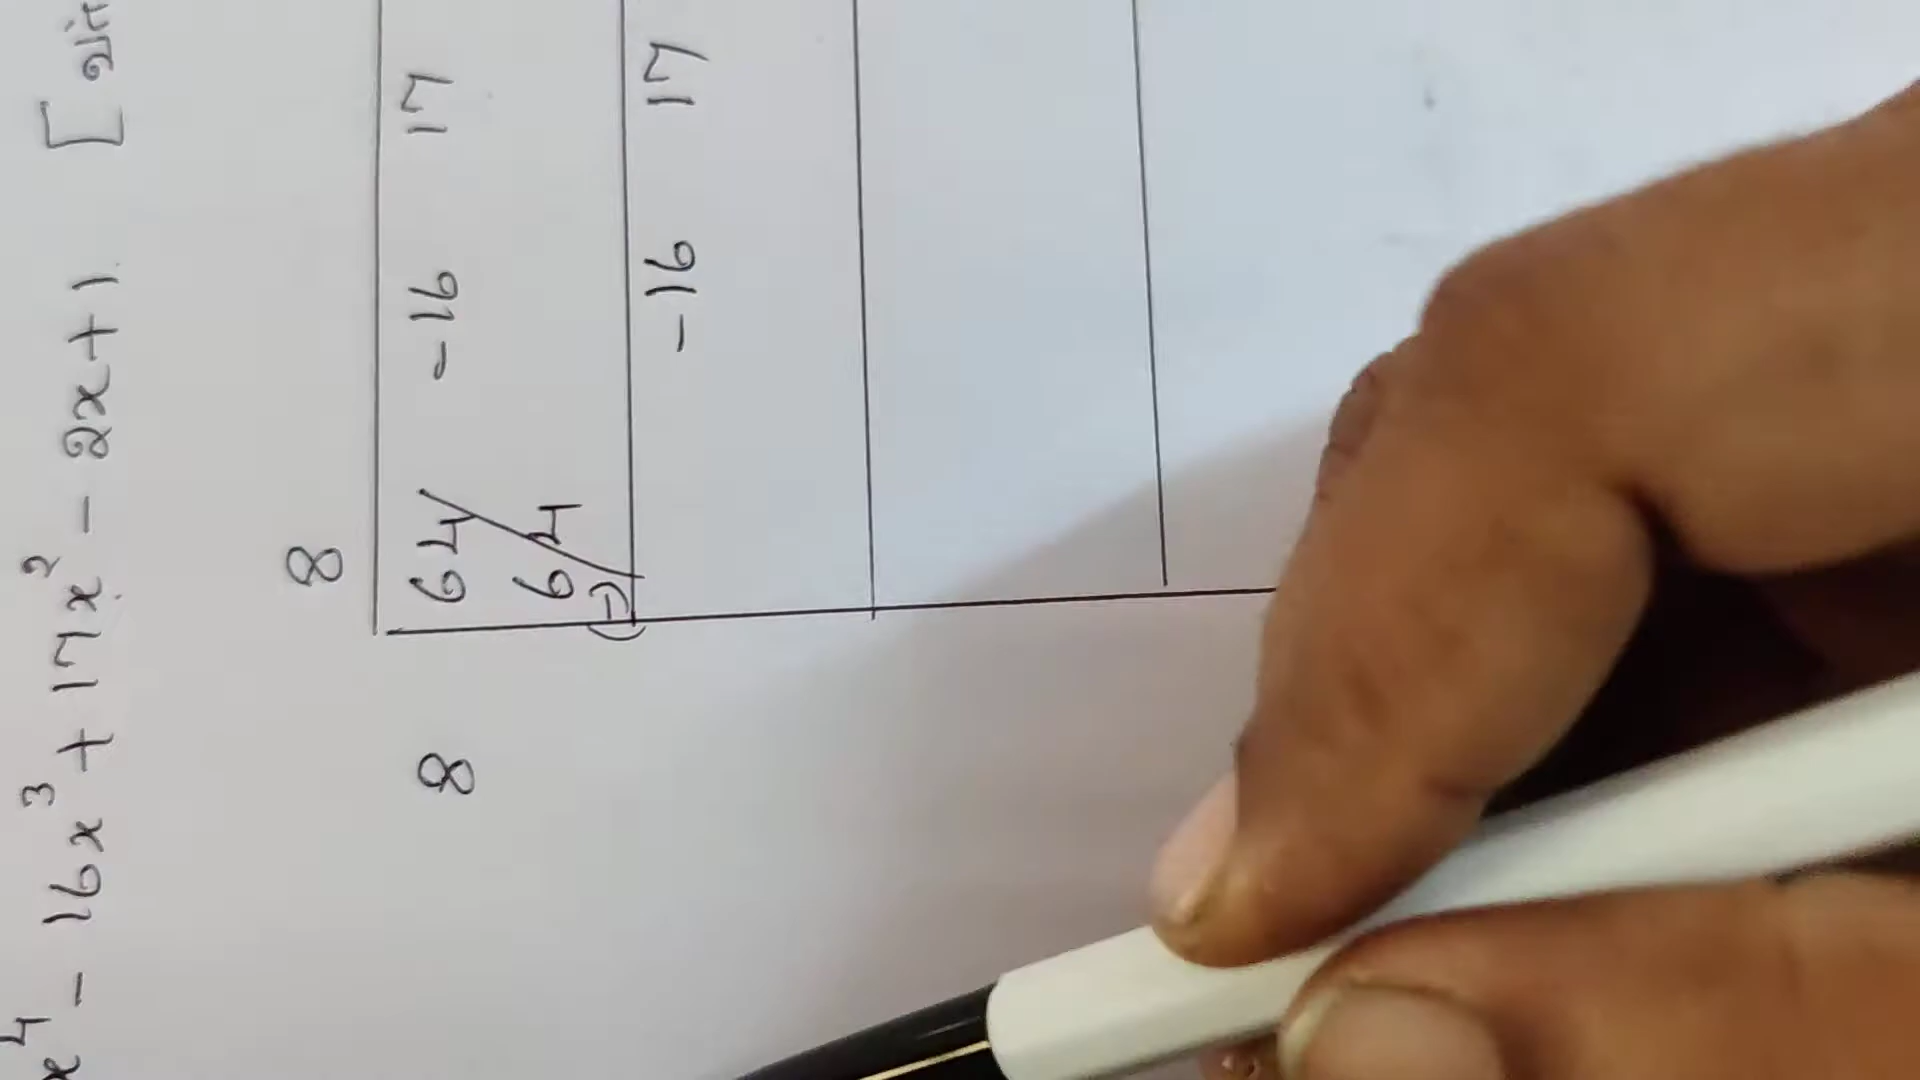 x⁴ - 16x³ + 17x² - 2x + 1 [
8
8 64 -16 17
(-) 64
-16 17